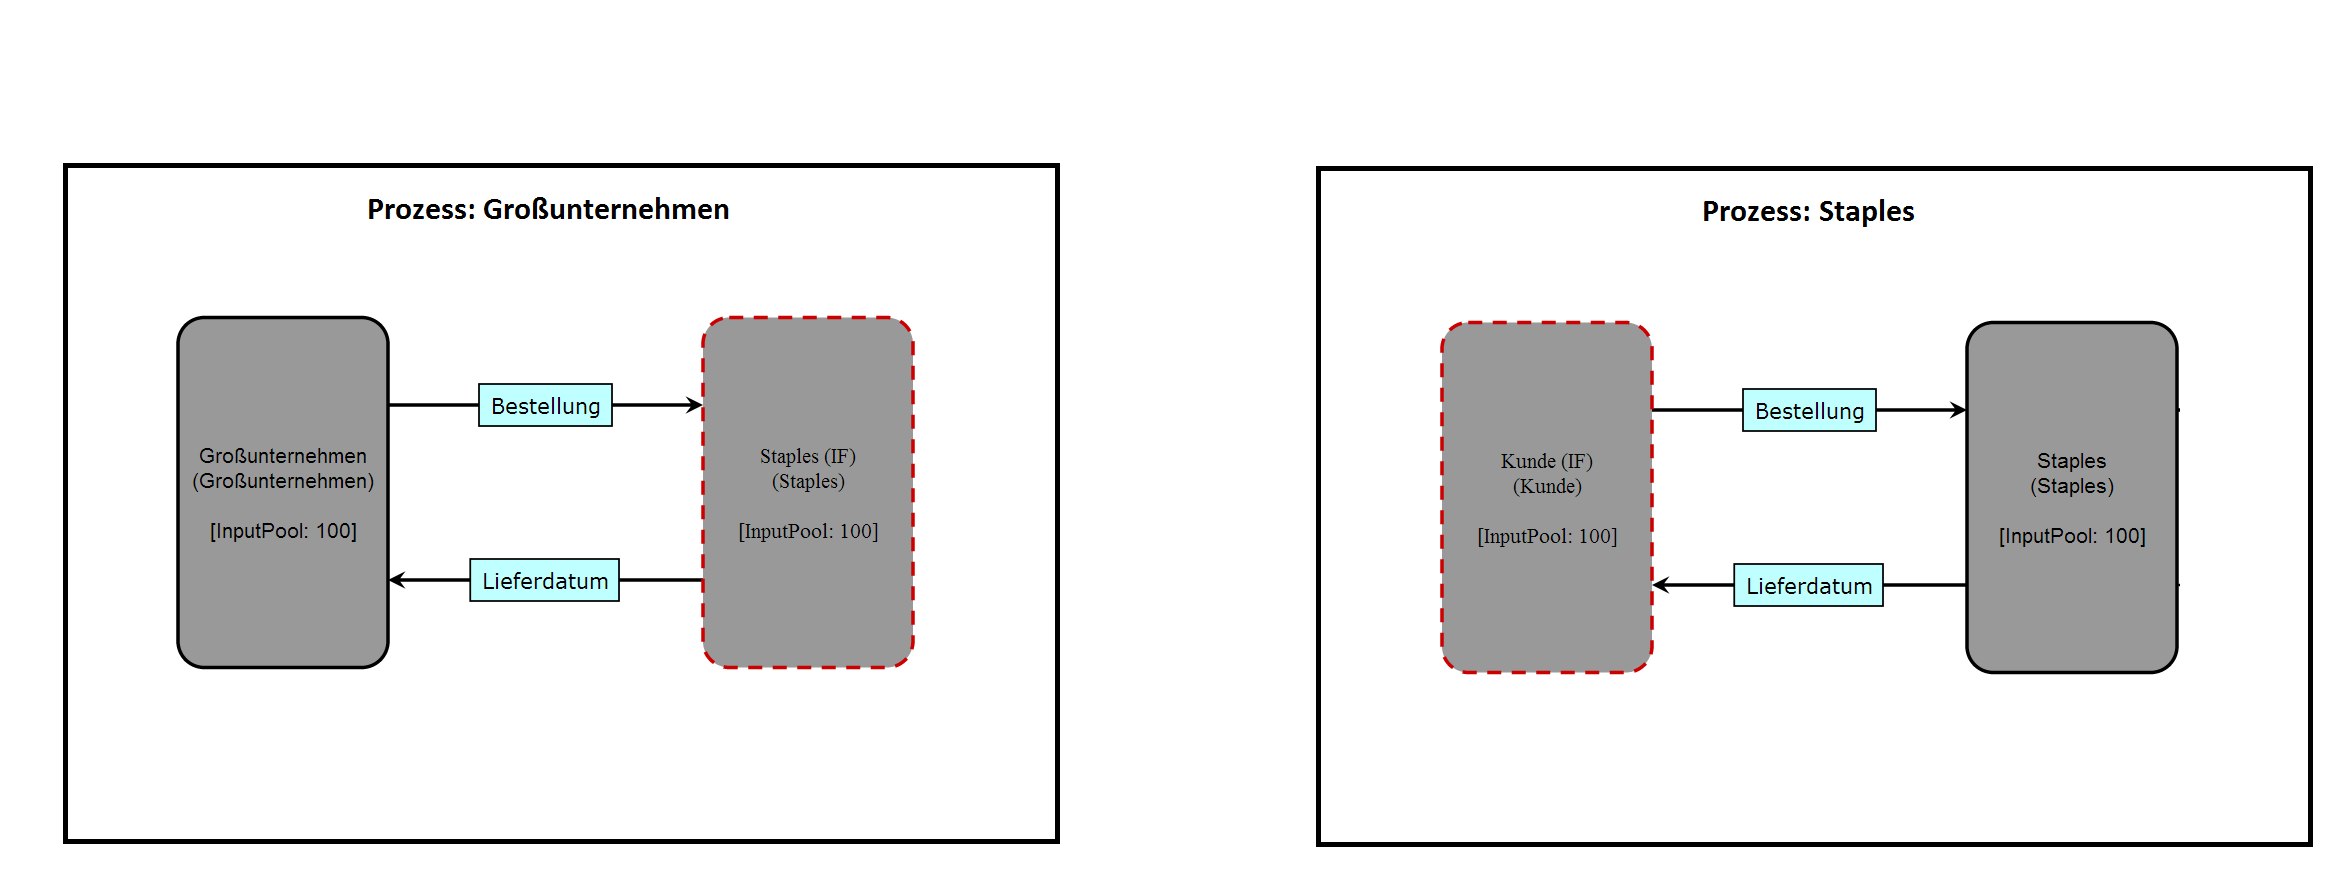 Prozess: Großunternehmen
Großunternehmen
(Großunternehmen)
[InputPool: 100]
Bestellung
Lieferdatum
Staples (IF)
(Staples)
[InputPool: 100]
Prozess: Staples
Kunde (IF)
(Kunde)
[InputPool: 100]
Bestellung
Lieferdatum
Staples
(Staples)
[InputPool: 100]